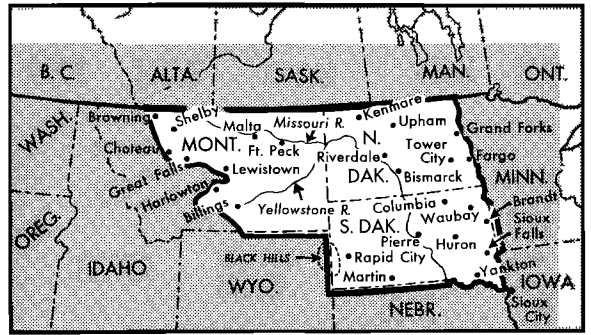 B. C. ALTA. SASK. MAN. ONT.
WASH.
Browning
Shelby
Malta
Missouri R.
Kenmare
Upham
Grand Forks
MONT.
Ft. Peck
N. DAK.
Riverdale
Tower City
Fargo
Choteau
Great Falls
Lewistown
Bismarck
MINN.
Harlowton
Billings
Yellowstone R.
Columbia
Waubay
Brandt
Sioux Falls
OREG.
S. DAK.
Pierre
Huron
IDAHO
BLACK HILLS
Rapid City
WYO.
Martin
Yankton
IOWA
NEBR.
Sioux City